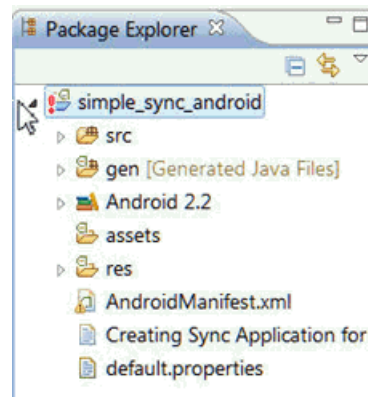 Package Explorer
simple_sync_android
src
gen [Generated Java Files]
Android 2.2
assets
res
AndroidManifest.xml
Creating Sync Application for
default.properties